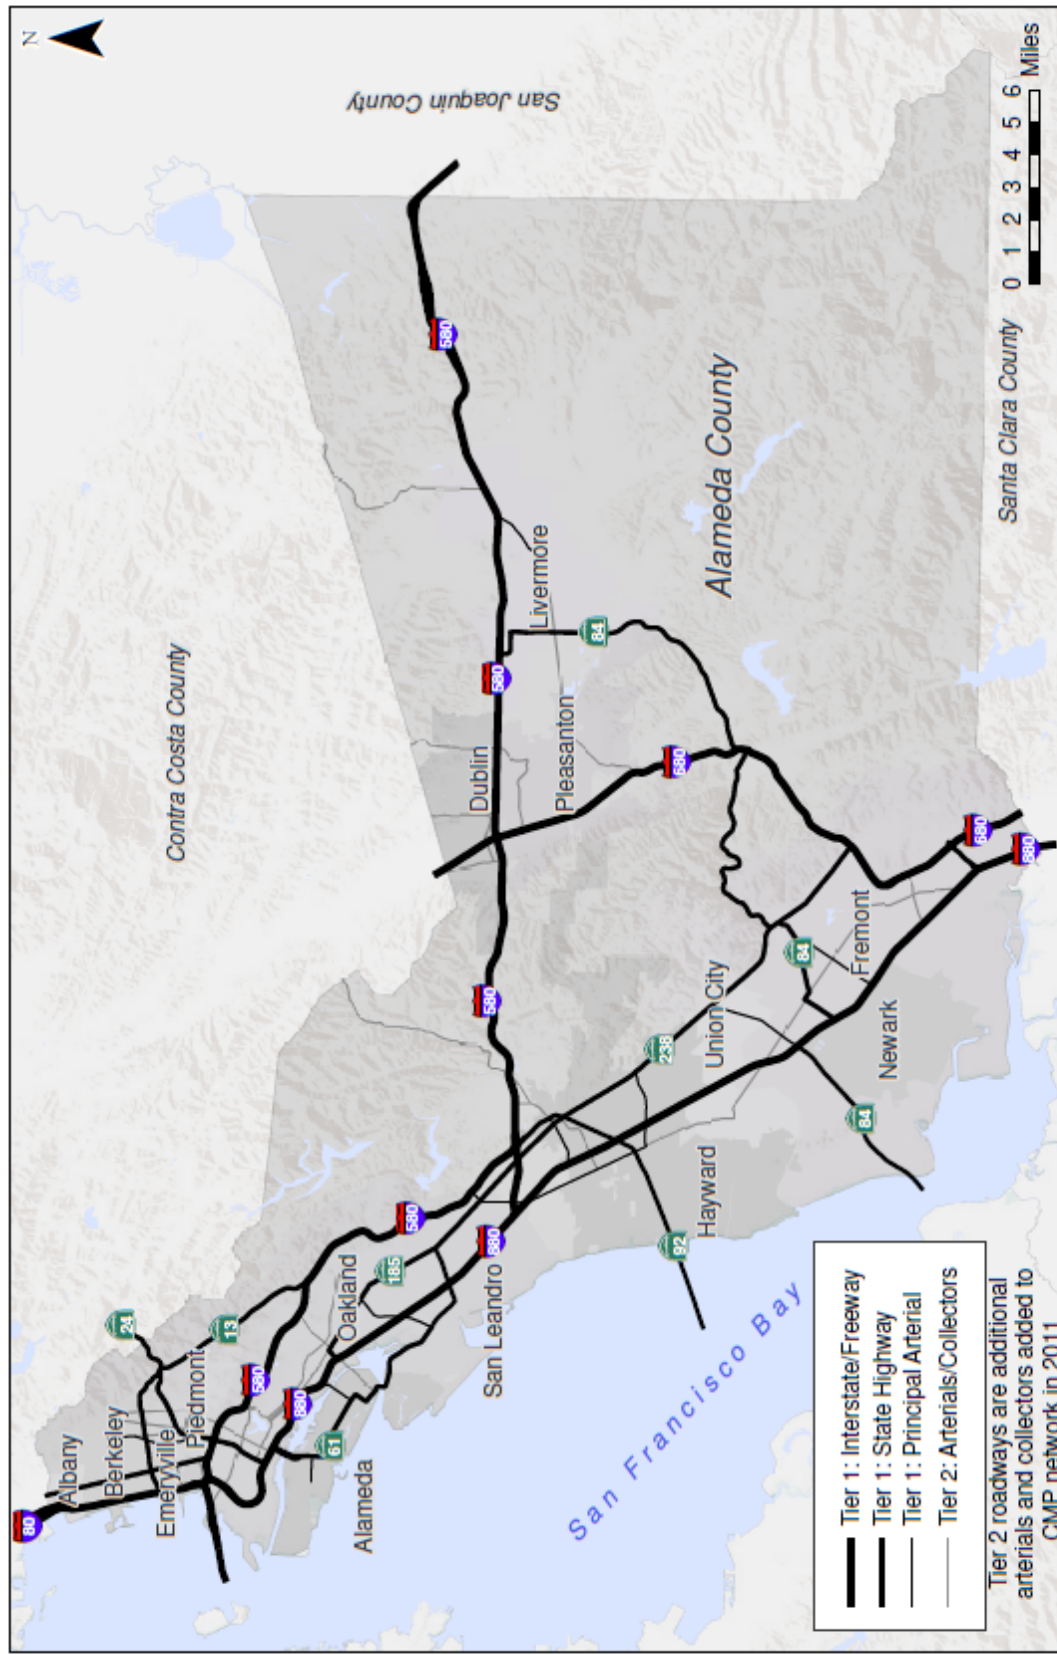 N
San Joaquin County
Contra Costa County
Alameda County
Santa Clara County
0 1 2 3 4 5 6 Miles
80
Albany
Berkeley
Emeryville
Piedmont
24
13
580
880
61
Alameda
Oakland
185
580
880
San Leandro
92
Hayward
238
Union City
84
Newark
84
Fremont
580
Dublin
Pleasanton
680
580
Livermore
84
580
680
880
San Francisco Bay
Tier 1: Interstate/Freeway
Tier 1: State Highway
Tier 1: Principal Arterial
Tier 2: Arterials/Collectors
Tier 2 roadways are additional
arterials and collectors added to
CMP network in 2011